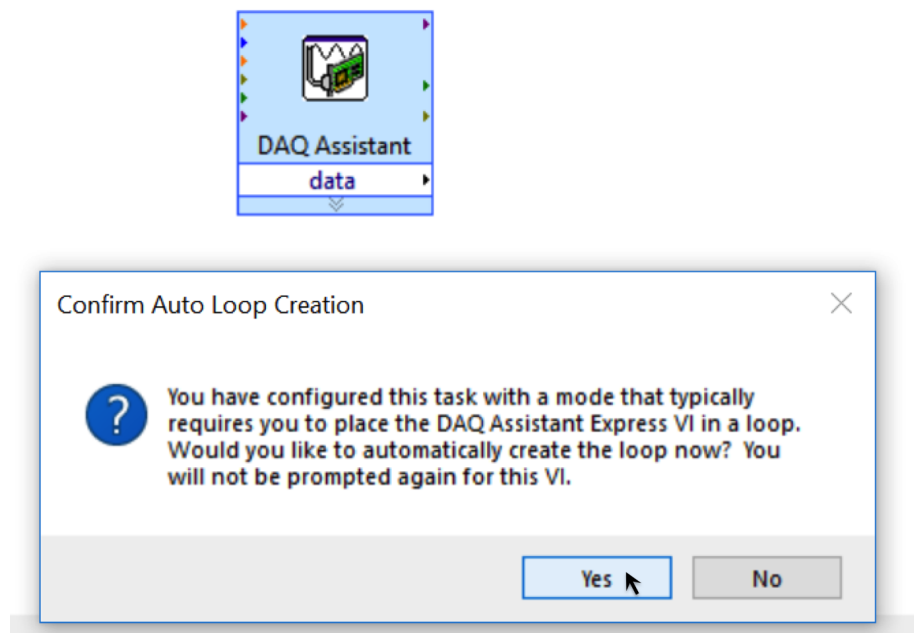 DAQ Assistant
data
Confirm Auto Loop Creation
You have configured this task with a mode that typically
requires you to place the DAQ Assistant Express VI in a loop.
Would you like to automatically create the loop now?  You
will not be prompted again for this VI.
Yes
No